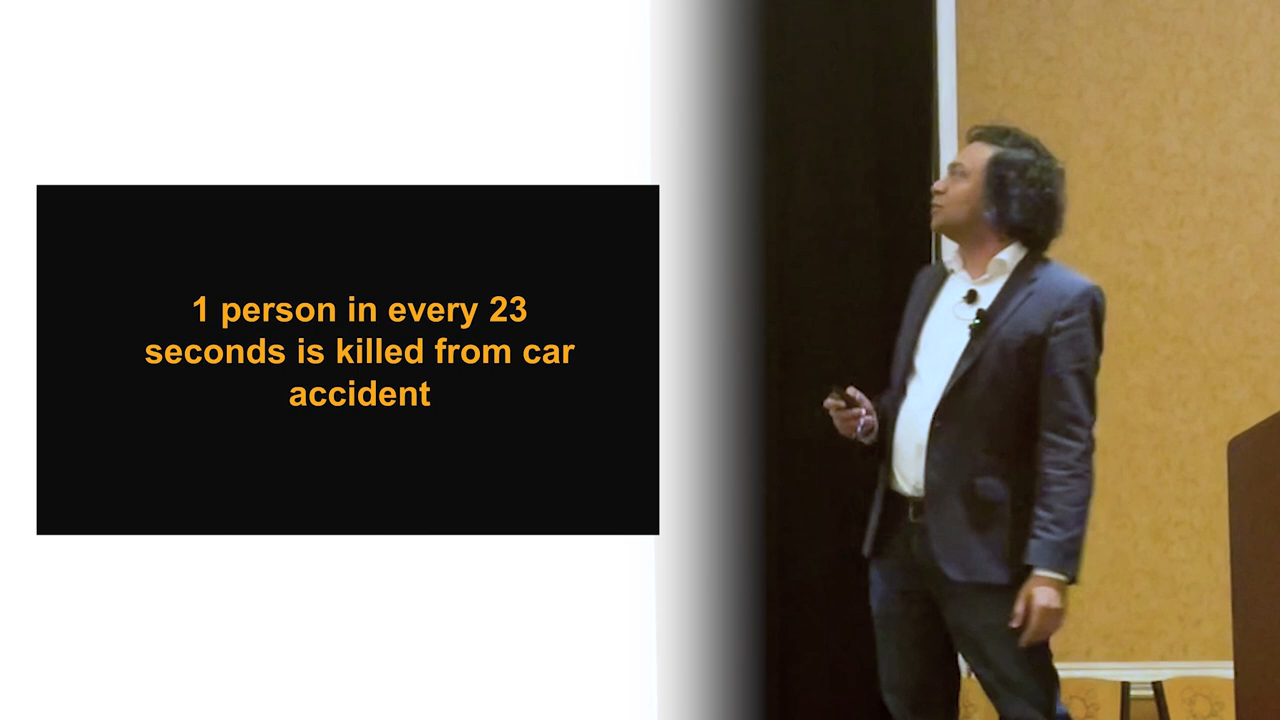 1 person in every 23
seconds is killed from car
accident